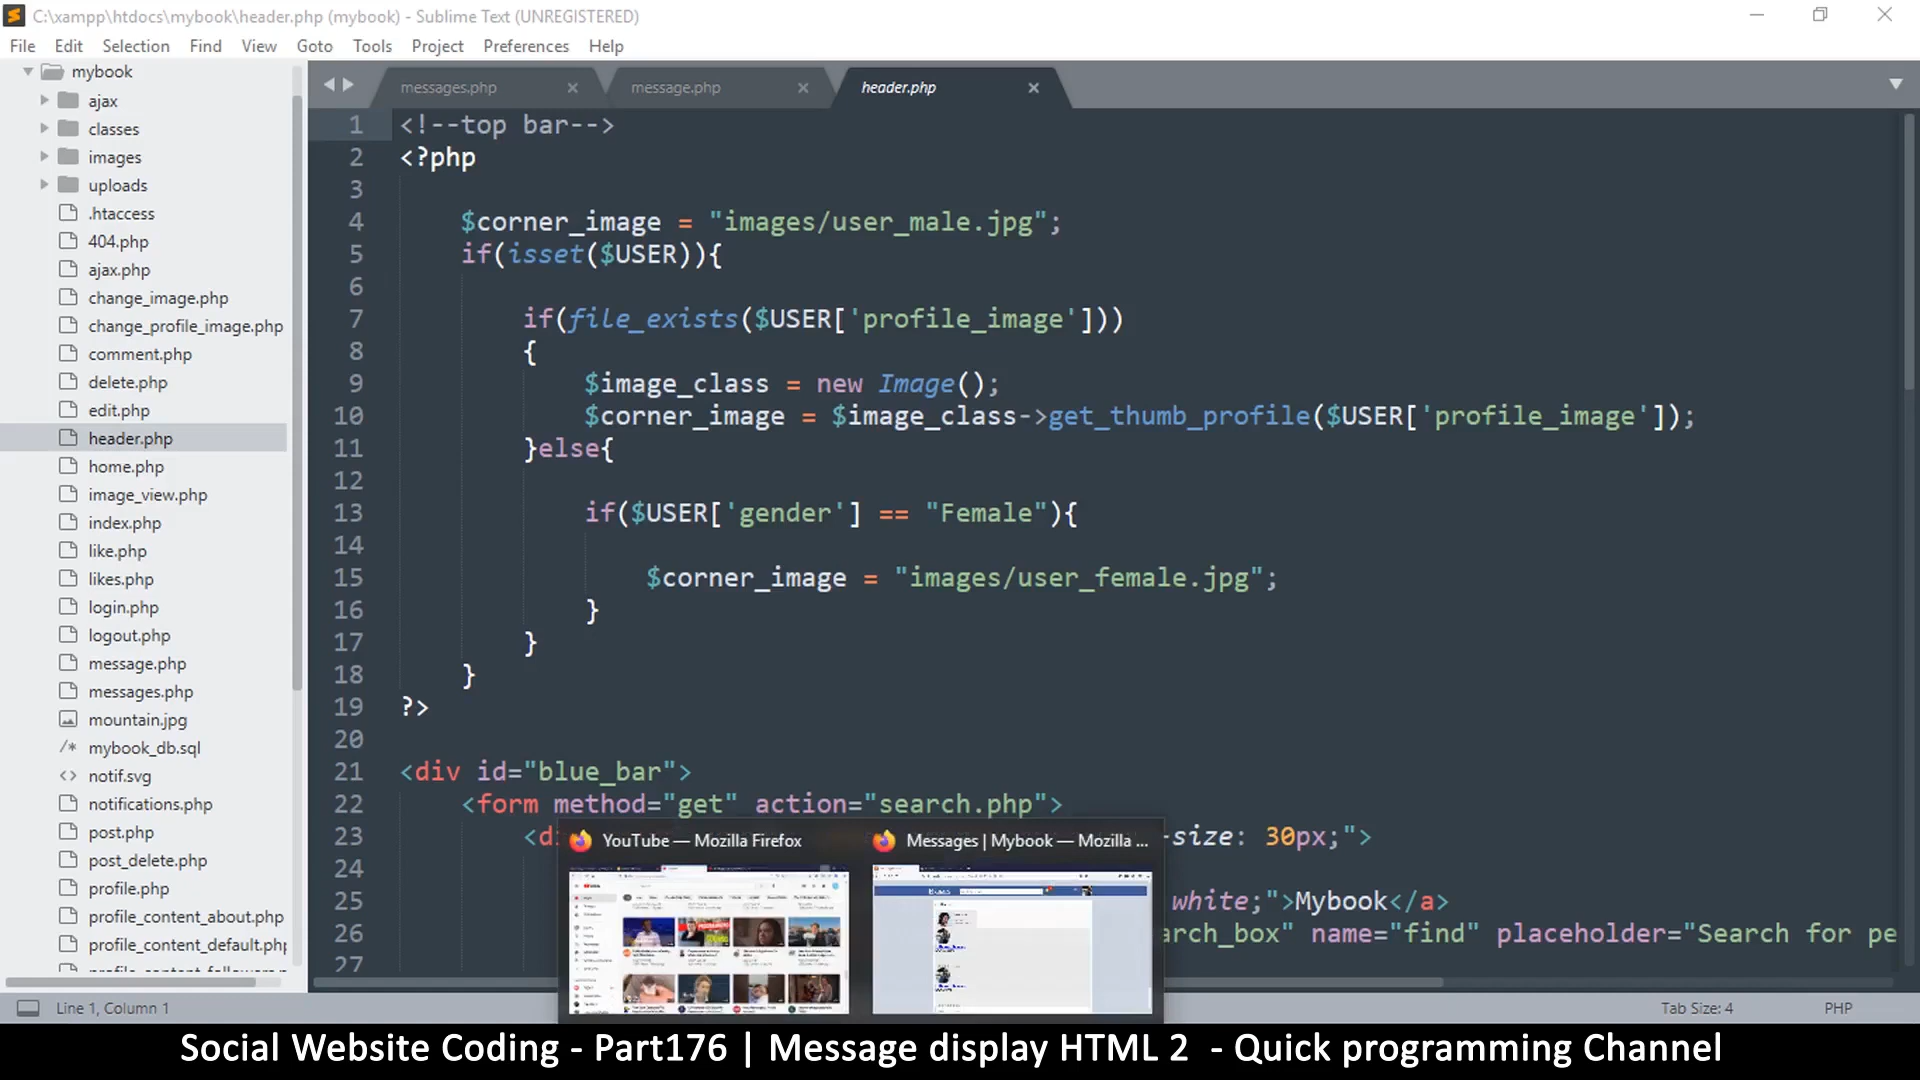 C:\xampp\htdocs\mybook\header.php (mybook) - Sublime Text (UNREGISTERED)
File Edit Selection Find View Goto Tools Project Preferences Help
mybook
ajax
classes
images
uploads
.htaccess
404.php
ajax.php
change_image.php
change_profile_image.php
comment.php
delete.php
edit.php
header.php
home.php
image_view.php
index.php
like.php
likes.php
login.php
logout.php
message.php
messages.php
mountain.jpg
/* mybook_db.sql
<> notif.svg
notifications.php
post.php
post_delete.php
profile.php
profile_content_about.php
profile_content_default.php
messages.php × message.php × header.php ×
1 <!--top bar-->
2 <?php
3
4 $corner_image = "images/user_male.jpg";
5 if(isset($USER)){
6
7 if(file_exists($USER['profile_image']))
8 {
9 $image_class = new Image();
10 $corner_image = $image_class->get_thumb_profile($USER['profile_image']);
11 }else{
12
13 if($USER['gender'] == "Female"){
14
15 $corner_image = "images/user_female.jpg";
16 }
17 }
18 }
19 ?>
20
21 <div id="blue_bar">
22 <form method="get" action="search.php">
23 <di -size: 30px;">
24
25 white;">Mybook</a>
26 arch_box" name="find" placeholder="Search for pe
27
YouTube — Mozilla Firefox
Messages | Mybook — Mozilla ...
Line 1, Column 1
Tab Size: 4
PHP
Social Website Coding - Part176 | Message display HTML 2 - Quick programming Channel